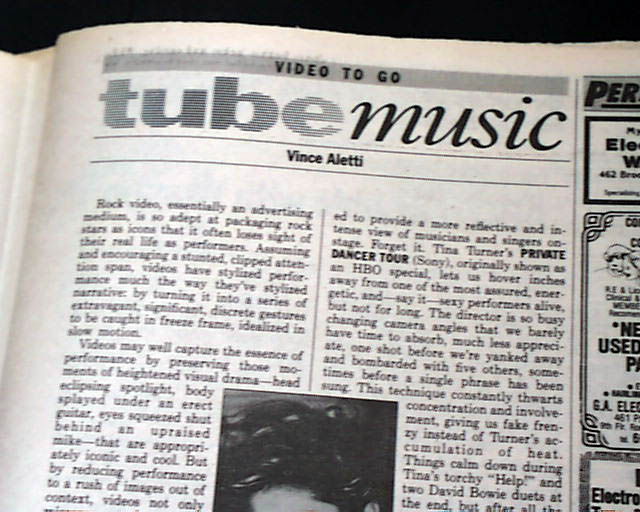 VIDEO TO GO
tube music
Vince Aletti
Rock video, essentially an advertising
medium, is so adept at packaging rock
stars as icons that it often loses sight of
their real life as performers. Assuming
and encouraging a stunted, clipped atten-
tion span, videos have stylized perfor-
mance much the way they've stylized
narrative: by turning it into a series of
extravagant, significant, discrete gestures
to be caught in freeze frame, idealized in
slow motion.
Videos may well capture the essence of
performance by preserving those mo-
ments of heightened visual drama—head
eclipsing spotlight, body
splayed under an erect
guitar, eyes squeezed shut
behind an upraised
mike—that are appropri-
ately iconic and cool. But
by reducing performance
to a rush of images out of
context, videos not only
ed to provide a more reflective and in-
tense view of musicians and singers on-
stage. Forget it. Tina Turner's PRIVATE
DANCER TOUR (Sony), originally shown as
an HBO special, lets us hover inches
away from one of the most assured, ener-
getic, and—say it—sexy performers alive,
but not for long. The director is so busy
changing camera angles that we barely
have time to absorb, much less appreci-
ate, one shot before we're yanked away
and bombarded with five others, some-
times before a single phrase has been
sung. This technique constantly thwarts
concentration and involve-
ment, giving us fake fren-
zy instead of Turner's ac-
cumulation of heat.
Things calm down during
Tina's torchy "Help!" and
two David Bowie duets at
the end, but after all the
PER
Elec
W
462 Broo
CO
R.E & L
USED
PA
G.A. ELE
461 P
9th Flr. Ro
Electro